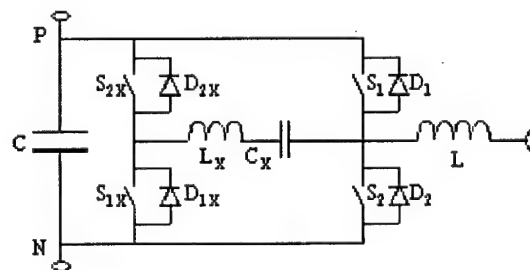 P
S2X D2X S1 D1
C LX CX L
S1X D1X S2 D2
N